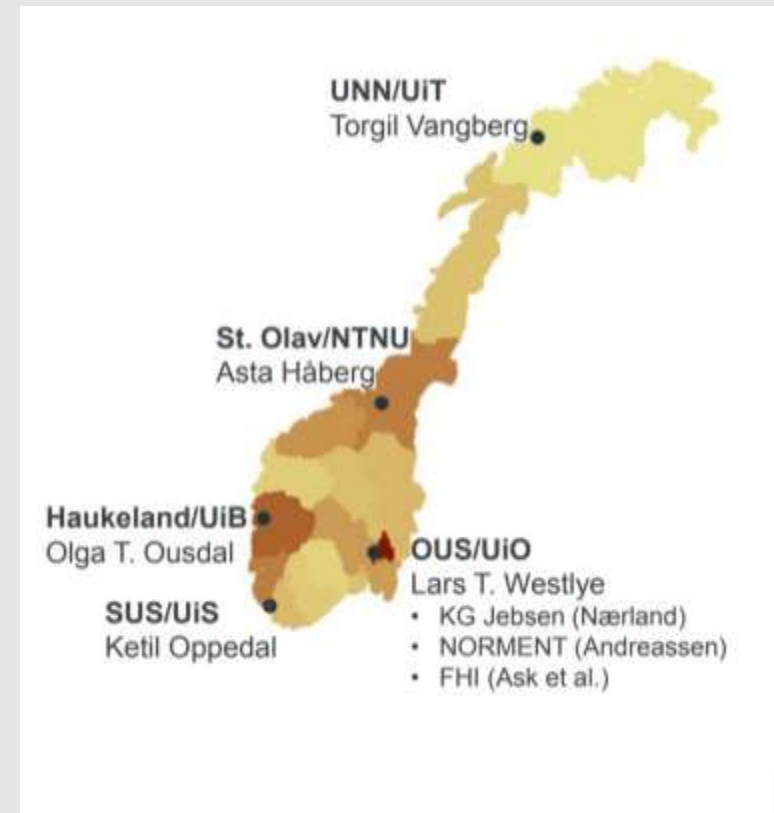 UNN/UiT
Torgil Vangberg
St. Olav/NTNU
Asta Håberg
Haukeland/UiB
Olga T. Ousdal
OUS/UiO
Lars T. Westlye
• KG Jebsen (Nærland)
• NORMENT (Andreassen)
• FHI (Ask et al.)
SUS/UiS
Ketil Oppedal